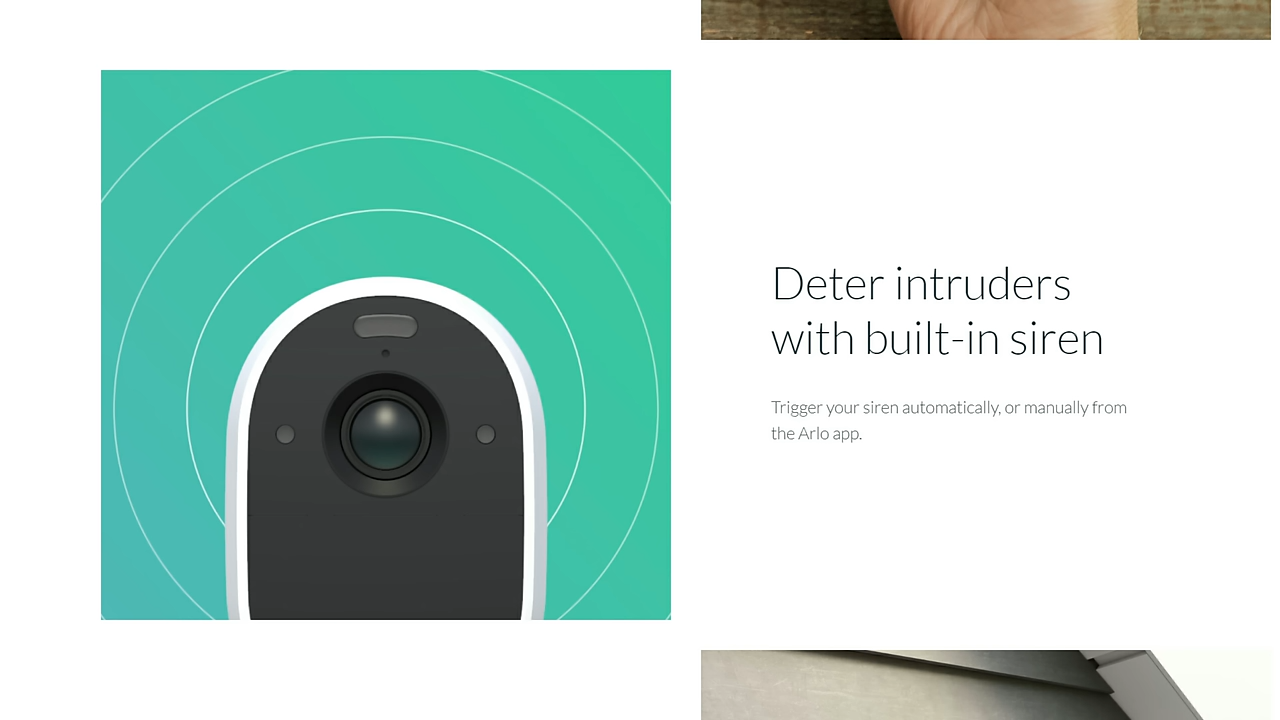 Deter intruders
with built-in siren
Trigger your siren automatically, or manually from
the Arlo app.